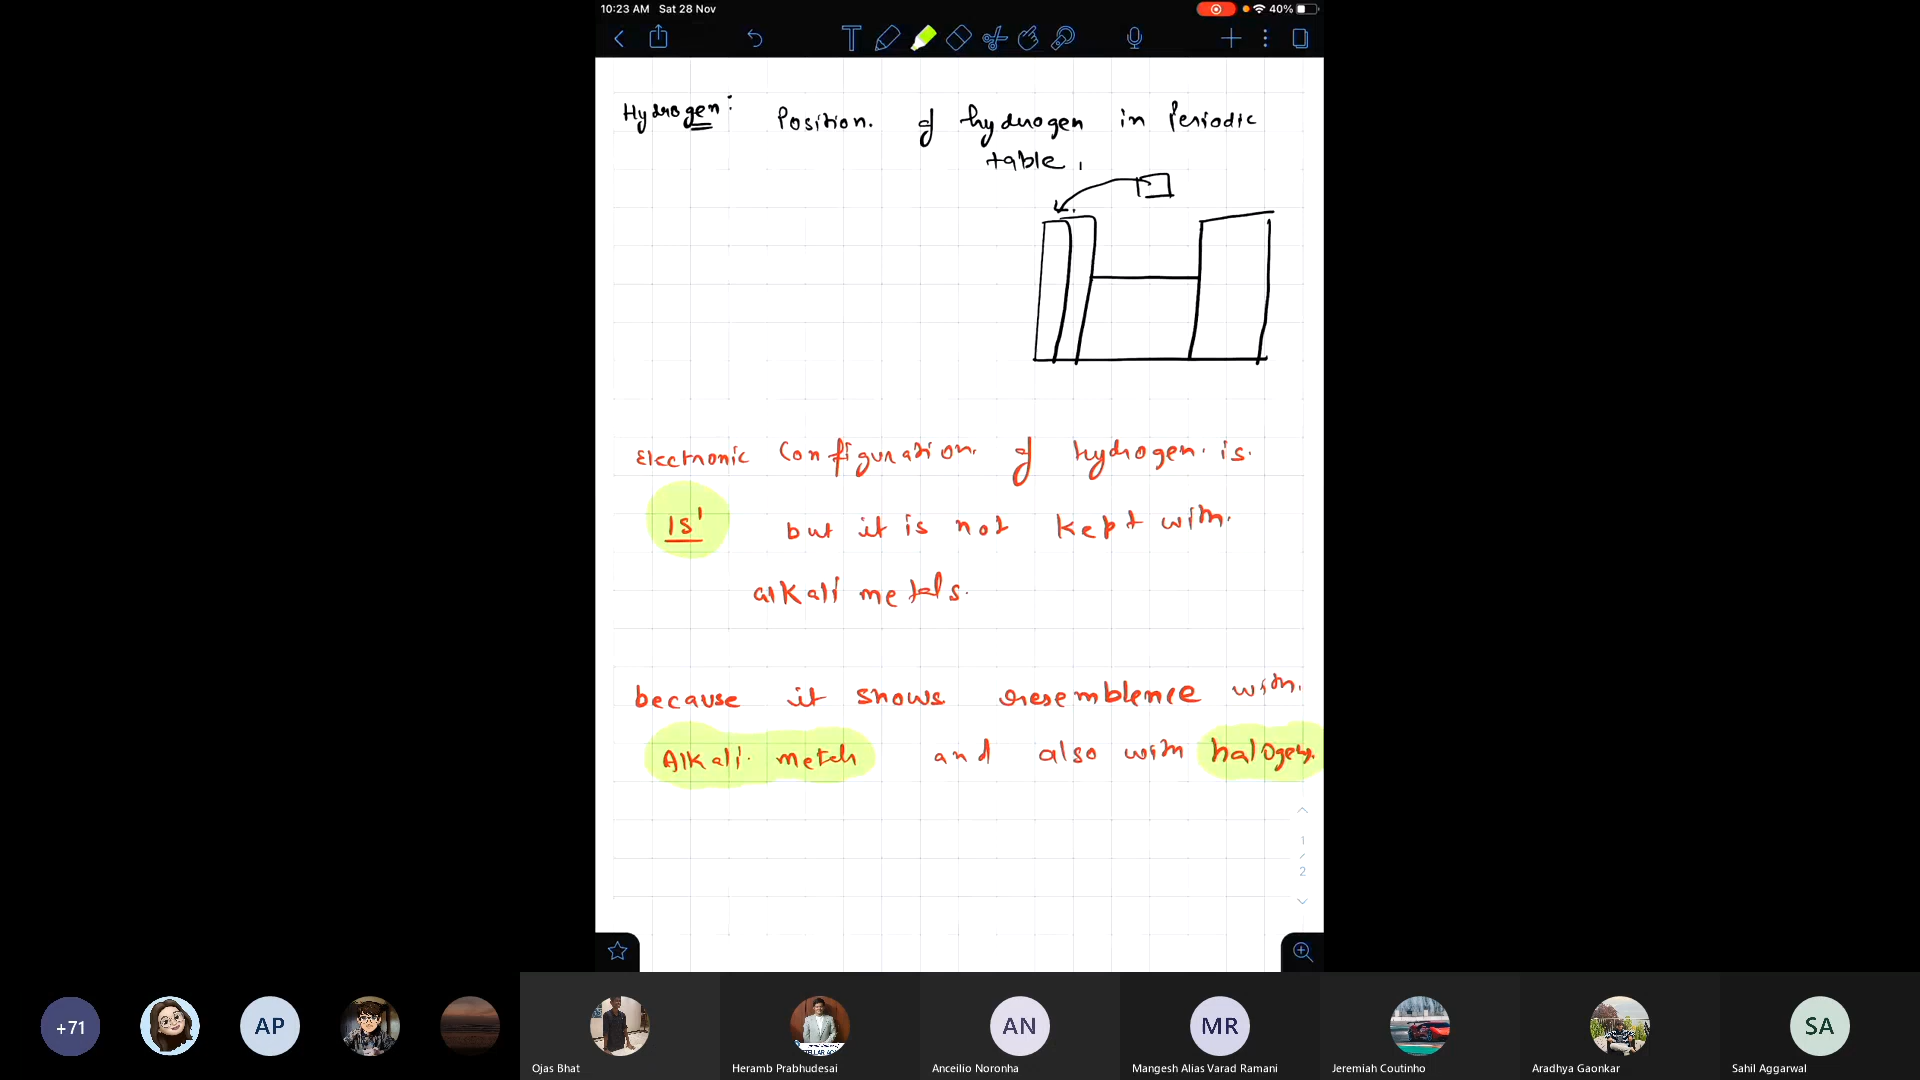 10:23 AM Sat 28 Nov
40%
Hydrogen: Position of hydrogen in Periodic
table.
Electronic Configuration of hydrogen is
1s¹ but it is not kept with
alkali metals.
because it shows resemblence with
Alkali metals and also with halogens.
1
/
2
+71
AP
AN
MR
SA
Ojas Bhat
Heramb Prabhudesai
Anceilio Noronha
Mangesh Alias Varad Ramani
Jeremiah Coutinho
Aradhya Gaonkar
Sahil Aggarwal